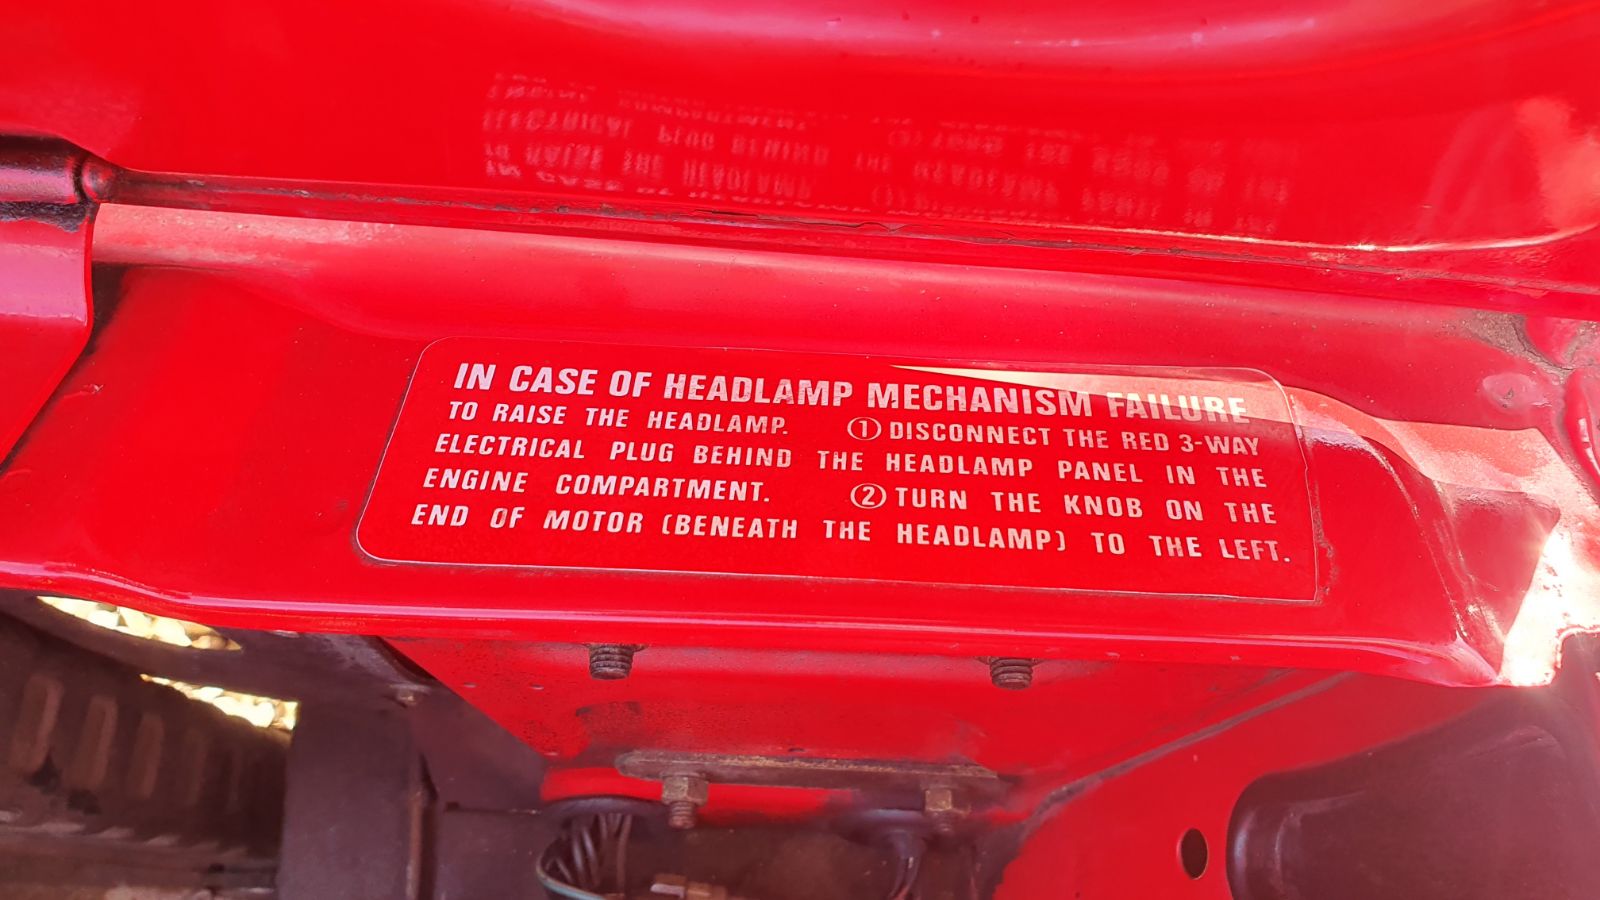 IN CASE OF HEADLAMP MECHANISM FAILURE
TO RAISE THE HEADLAMP. ① DISCONNECT THE RED 3-WAY
ELECTRICAL PLUG BEHIND THE HEADLAMP PANEL IN THE
ENGINE COMPARTMENT. ② TURN THE KNOB ON THE
END OF MOTOR (BENEATH THE HEADLAMP) TO THE LEFT.